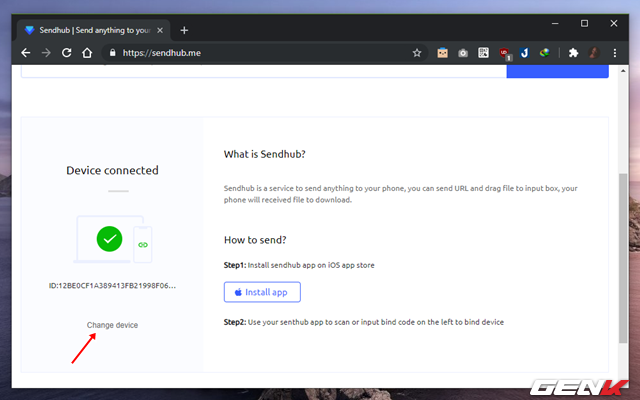 Sendhub | Send anything to your
https://sendhub.me
1
Device connected
ID:12BE0CF1A389413FB21998F06...
Change device
What is Sendhub?
Sendhub is a service to send anything to your phone, you can send URL and drag file to input box, your
phone will received file to download.
How to send?
Step1: Install sendhub app on iOS app store
Install app
Step2: Use your senthub app to scan or input bind code on the left to bind device
GENK